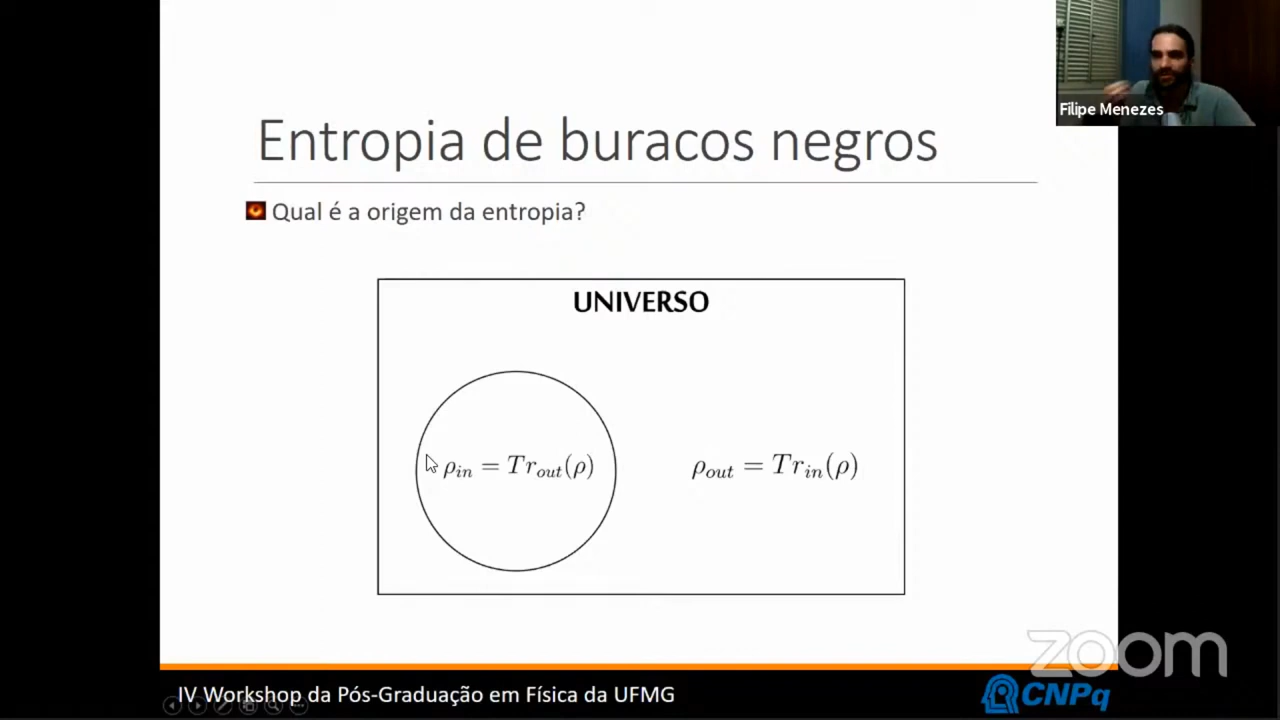 Filipe Menezes
Entropia de buracos negros
Qual é a origem da entropia?
UNIVERSO
ρ_in = Tr_out(ρ)
ρ_out = Tr_in(ρ)
zoom
IV Workshop da Pós-Graduação em Física da UFMG
CNPq